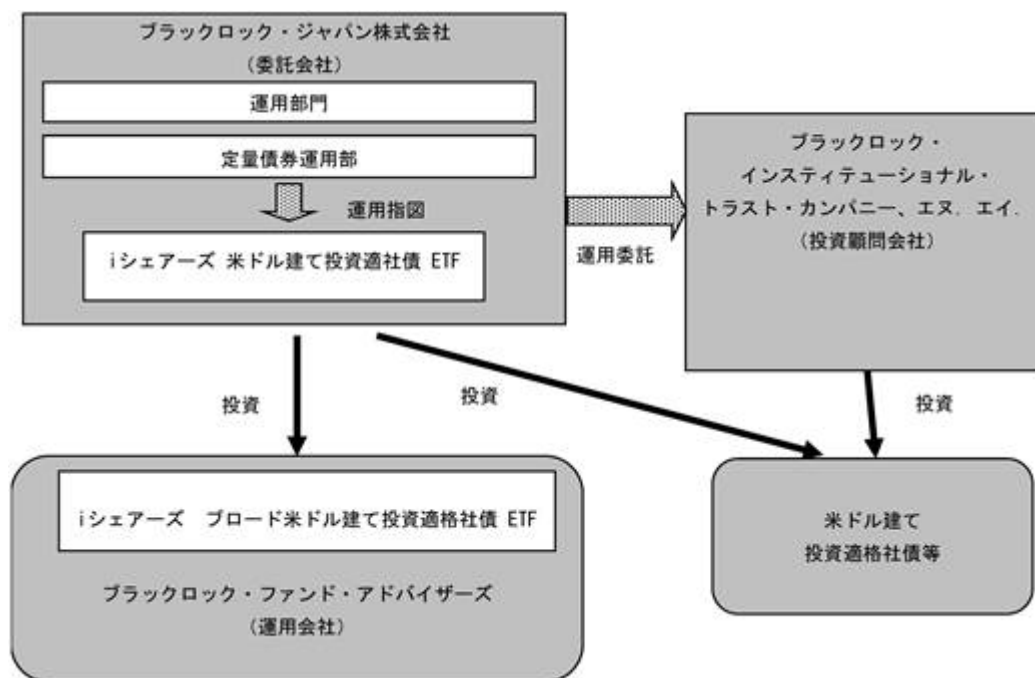 ブラックロック・ジャパン株式会社
（委託会社）
運用部門
定量債券運用部
運用指図
iシェアーズ 米ドル建て投資適社債 ETF
運用委託
ブラックロック・
インスティテューショナル・
トラスト・カンパニー、エヌ．エイ．
（投資顧問会社）
投資
投資
投資
iシェアーズ　ブロード米ドル建て投資適格社債 ETF
ブラックロック・ファンド・アドバイザーズ
（運用会社）
米ドル建て
投資適格社債等